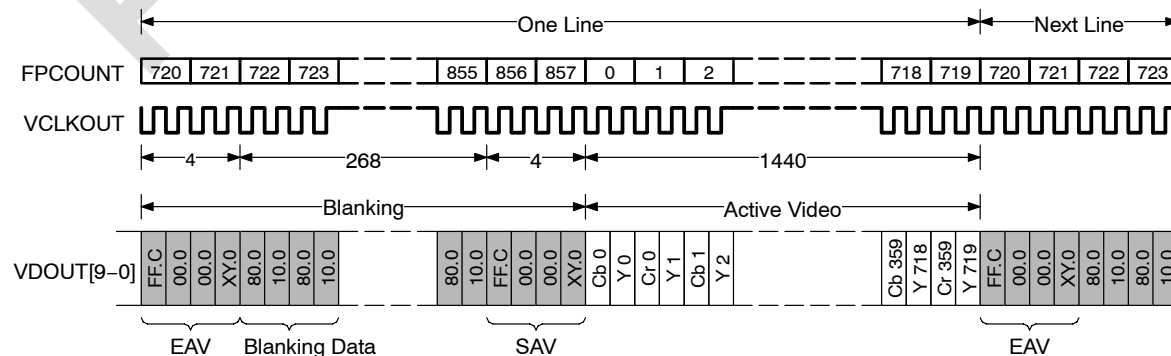 One Line Next Line
FPCOUNT 720 721 722 723 855 856 857 0 1 2 718 719 720 721 722 723
VCLKOUT
4 268 4 1440
Blanking Active Video
VDOUT[9–0] FF.C 00.0 00.0 XY.0 80.0 10.0 80.0 10.0 80.0 10.0 FF.C 00.0 00.0 XY.0 Cb 0 Y 0 Cr 0 Y 1 Cb 1 Y 2 Cb 359 Y 718 Cr 359 Y 719 FF.C 00.0 00.0 XY.0 80.0 10.0 80.0 10.0
EAV Blanking Data SAV EAV